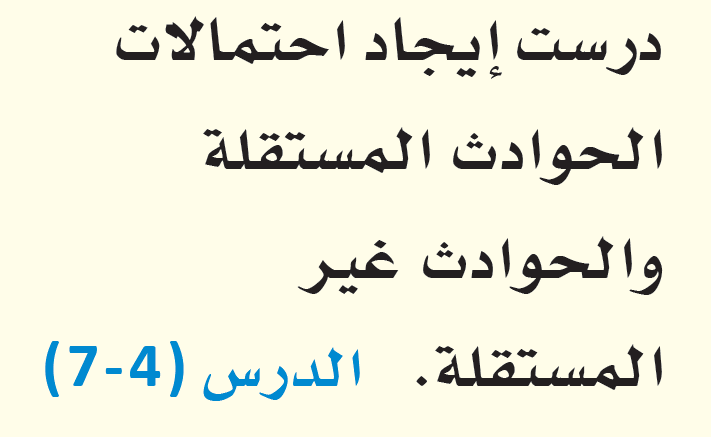 درست إيجاد احتمالات
الحوادث المستقلة
والحوادث غير
المستقلة. الدرس (4-7)